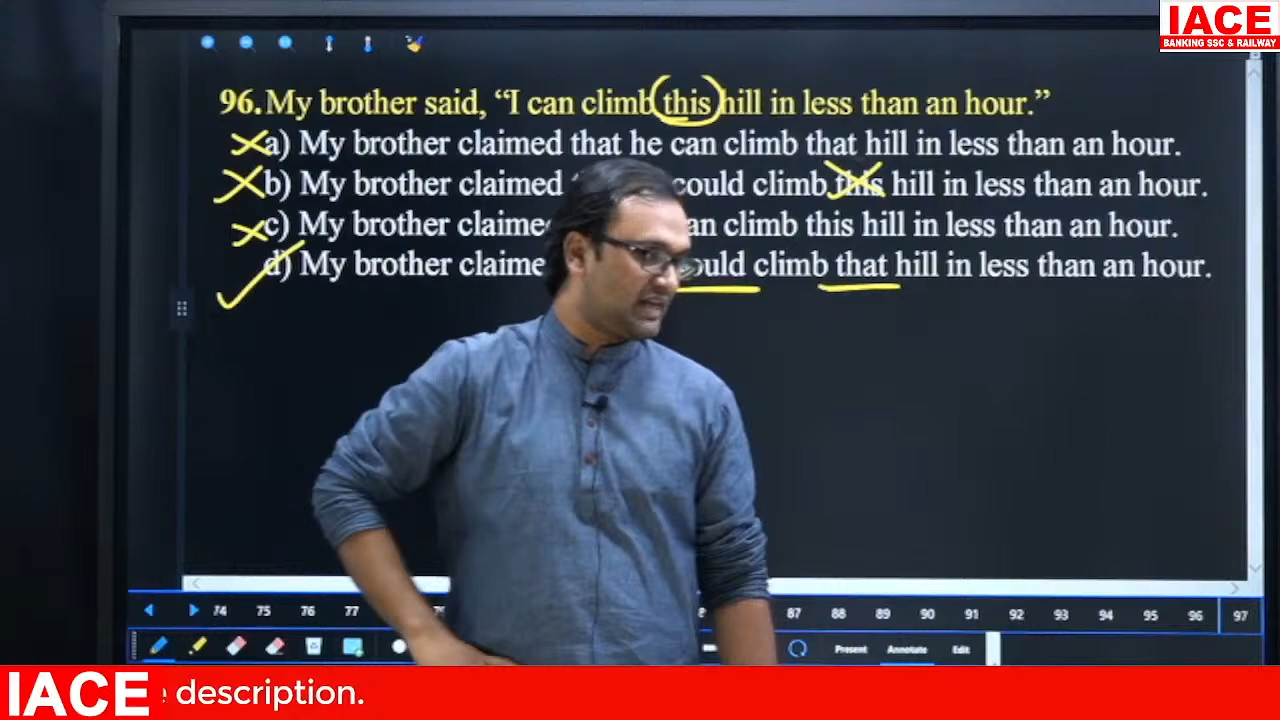 IACE
BANKING SSC & RAILWAY
96. My brother said, “I can climb this hill in less than an hour.”
a) My brother claimed that he can climb that hill in less than an hour.
b) My brother claimed could climb this hill in less than an hour.
c) My brother claimed can climb this hill in less than an hour.
d) My brother claimed could climb that hill in less than an hour.
74 75 76 77 87 88 89 90 91 92 93 94 95 96 97
Present Annotate Edit
IACE description.